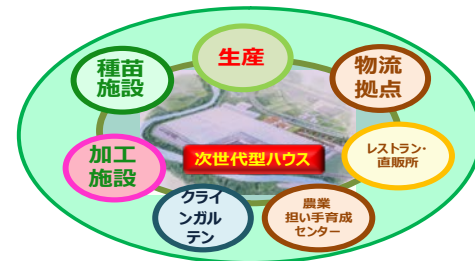 生産
種苗
施設
物流
拠点
加工
施設
次世代型ハウス
レストラン・
直販所
クライ
ンガル
テン
農業
担い手育成
センター